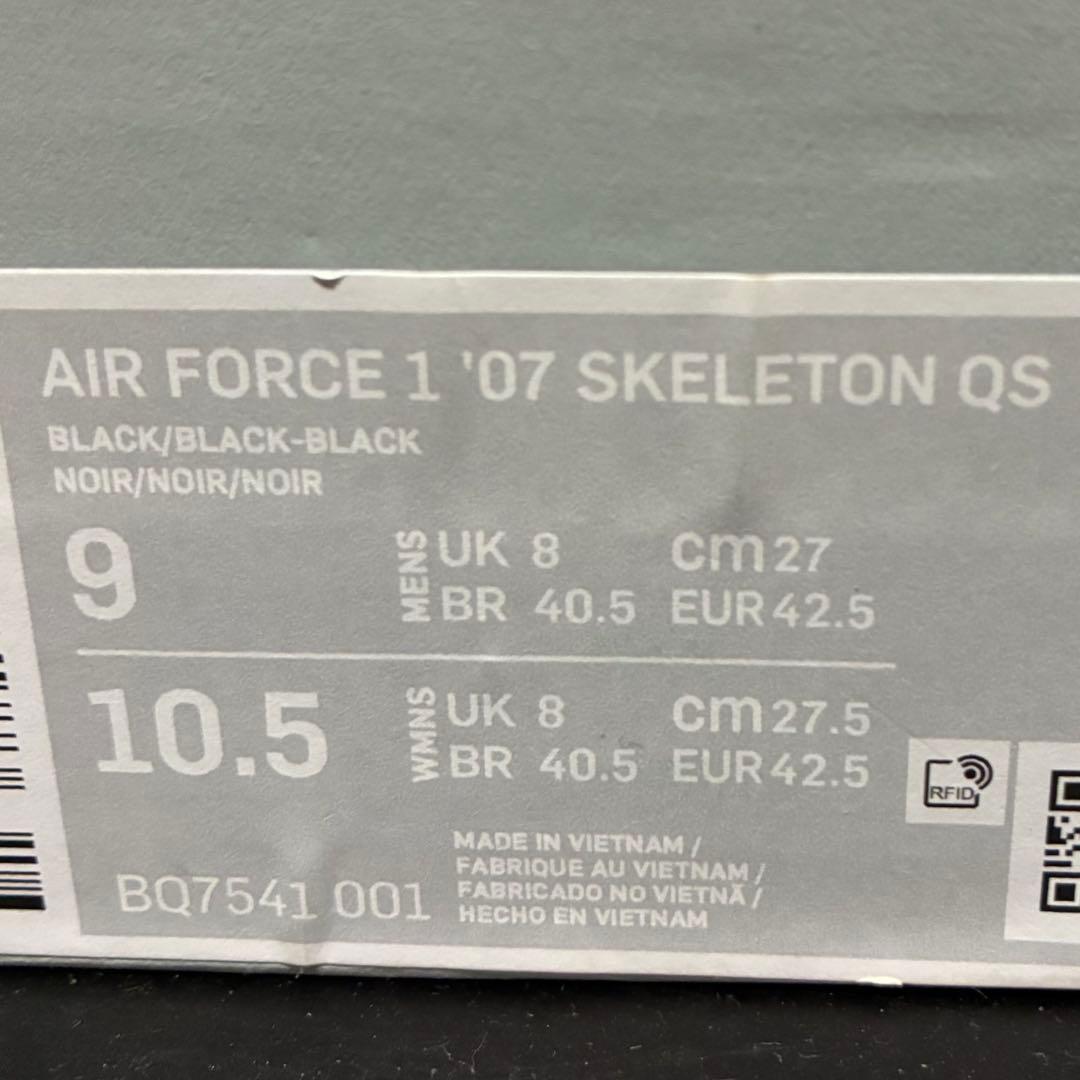 AIR FORCE 1 '07 SKELETON QS
BLACK/BLACK-BLACK
NOIR/NOIR/NOIR
9 MENS UK 8 cm 27
BR 40.5 EUR 42.5
10.5 WMNS UK 8 cm 27.5
BR 40.5 EUR 42.5
RFID
MADE IN VIETNAM /
FABRIQUE AU VIETNAM /
FABRICADO NO VIETNÃ /
HECHO EN VIETNAM
BQ7541 001